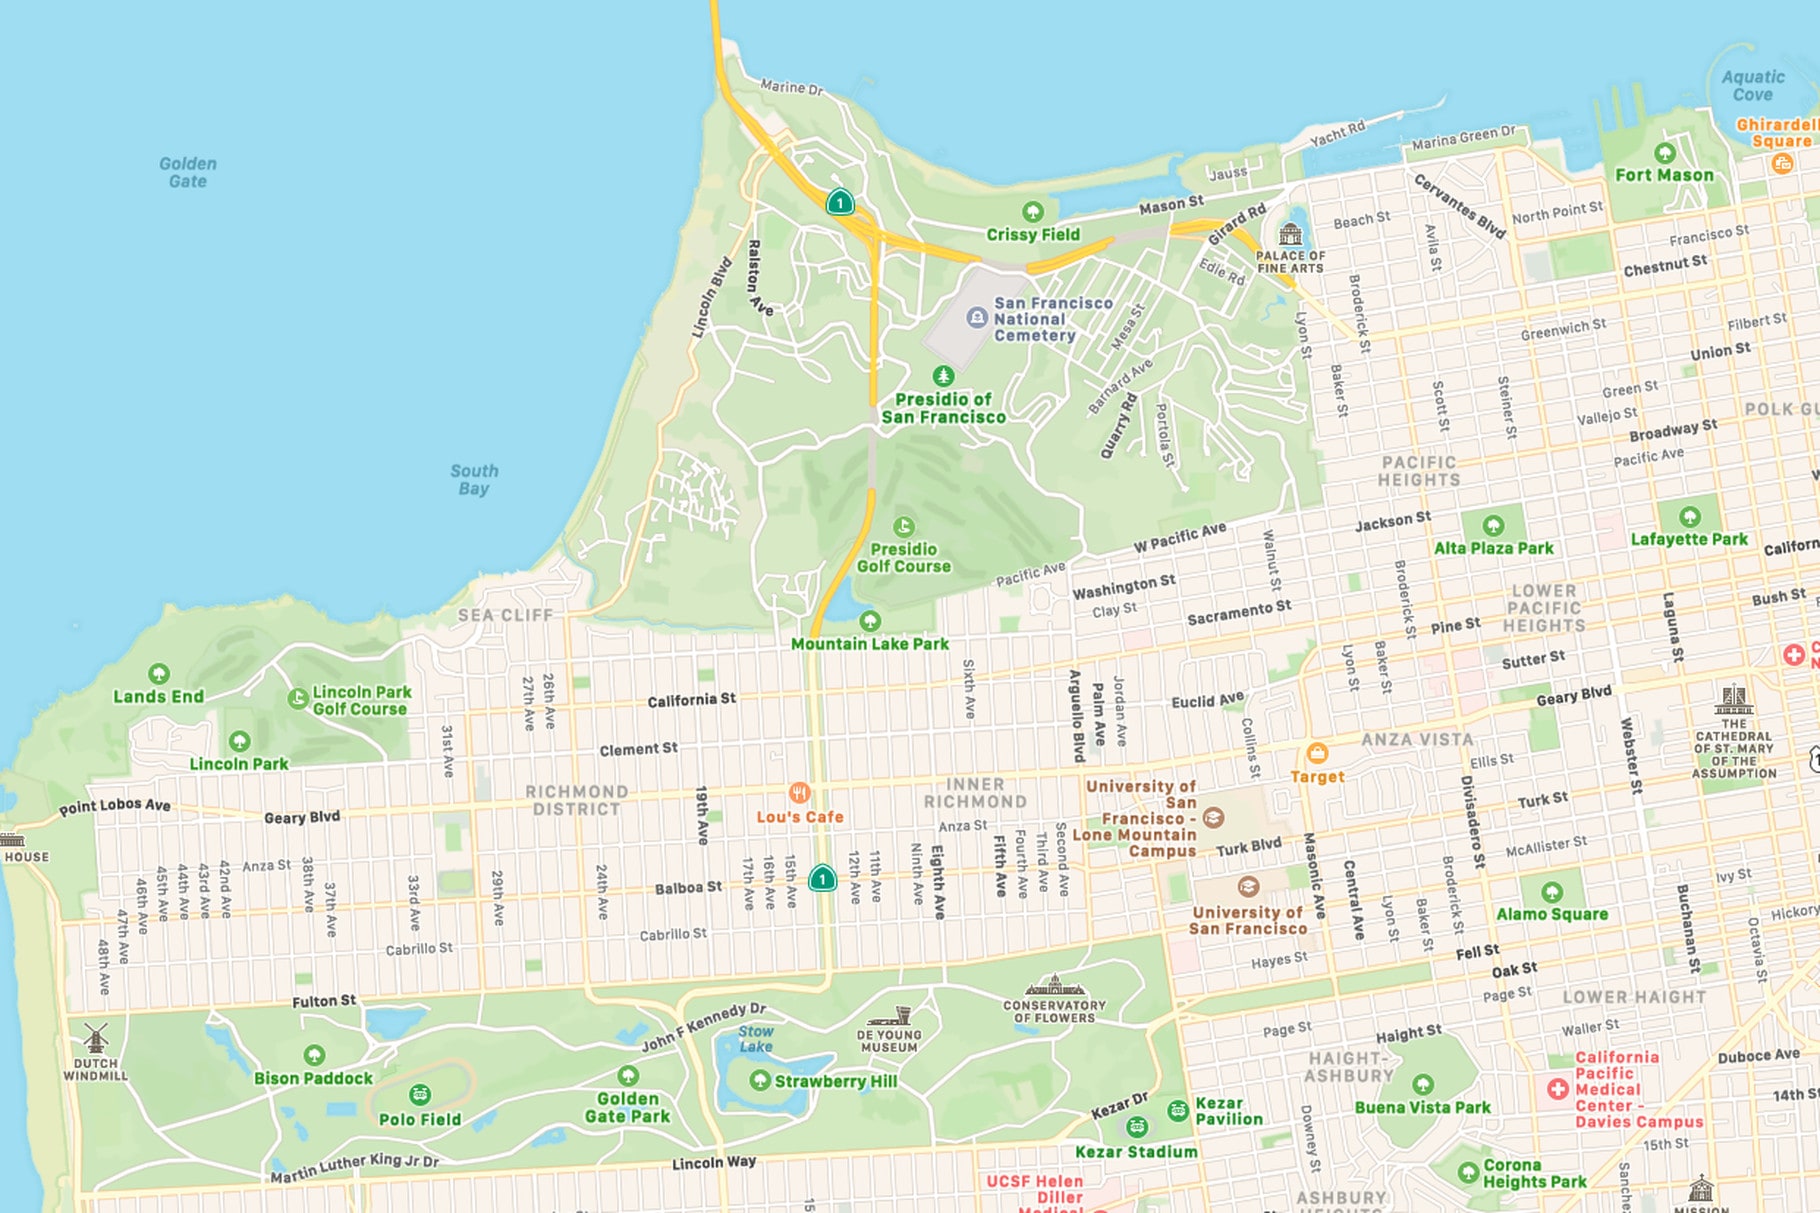 Marine Dr
Aquatic
Cove
Golden
Gate
Yacht Rd
Marina Green Dr
Square
Fort Mason
Jauss
1
Mason St
Crissy Field
Girard Rd
Cervantes Blvd
Beach St
North Point St
Avila St
Francisco St
Chestnut St
PALACE OF
FINE ARTS
Edie Rd
Ralston Ave
Lincoln Blvd
San Francisco
National
Cemetery
Mesa St
Broderick St
Lyon St
Greenwich St
Filbert St
Union St
Presidio of
San Francisco
Barnard Ave
Quarry Rd
Portola St
Baker St
Scott St
Steiner St
Green St
Vallejo St
Broadway St
Pacific Ave
South
Bay
PACIFIC
HEIGHTS
Presidio
Golf Course
W Pacific Ave
Jackson St
Alta Plaza Park
Lafayette Park
Pacific Ave
Washington St
Clay St
Sacramento St
Walnut St
Broderick St
LOWER
PACIFIC
HEIGHTS
Laguna St
Bush St
Pine St
Sutter St
Geary Blvd
SEA CLIFF
Mountain Lake Park
Lands End
Lincoln Park
Golf Course
Lincoln Park
27th Ave
26th Ave
31st Ave
California St
Clement St
Sixth Ave
Arguello Blvd
Palm Ave
Jordan Ave
Euclid Ave
Collins St
Lyon St
Baker St
ANZA VISTA
Target
Ellis St
Webster St
THE
CATHEDRAL
OF ST. MARY
OF THE
ASSUMPTION
Point Lobos Ave
Geary Blvd
RICHMOND
DISTRICT
19th Ave
Lou's Cafe
INNER
RICHMOND
University of
San
Francisco -
Lone Mountain
Campus
Turk Blvd
Turk St
Divisadero St
McAllister St
HOUSE
Anza St
Anza St
48th Ave
47th Ave
46th Ave
45th Ave
44th Ave
43rd Ave
42nd Ave
38th Ave
37th Ave
33rd Ave
29th Ave
24th Ave
Balboa St
17th Ave
16th Ave
15th Ave
1
12th Ave
11th Ave
Ninth Ave
Eighth Ave
Fifth Ave
Fourth Ave
Third Ave
Second Ave
University of
San Francisco
Masonic Ave
Central Ave
Lyon St
Baker St
Broderick St
Alamo Square
Ivy St
Buchanan St
Hickory
Octavia St
Cabrillo St
Cabrillo St
Hayes St
Fell St
Oak St
Page St
LOWER HAIGHT
Fulton St
John F Kennedy Dr
CONSERVATORY
OF FLOWERS
DE YOUNG
MUSEUM
Stow
Lake
Strawberry Hill
Page St
Haight St
Waller St
HAIGHT-
ASHBURY
Duboce Ave
DUTCH
WINDMILL
Bison Paddock
Polo Field
Golden
Gate Park
Kezar Dr
Kezar
Pavilion
Kezar Stadium
Buena Vista Park
California
Pacific
Medical
Center -
Davies Campus
14th St
15th St
Downey St
Martin Luther King Jr Dr
Lincoln Way
UCSF Helen
Diller
Medical
Corona
Heights Park
ASHBURY
HEIGHTS
MISSION